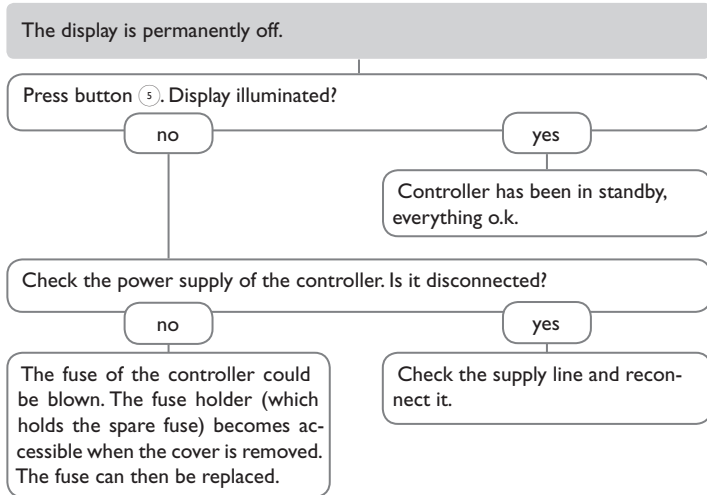 The display is permanently off.
Press button 5. Display illuminated?
no
yes
Controller has been in standby,
everything o.k.
Check the power supply of the controller. Is it disconnected?
no
yes
The fuse of the controller could
be blown. The fuse holder (which
holds the spare fuse) becomes ac-
cessible when the cover is removed.
The fuse can then be replaced.
Check the supply line and recon-
nect it.